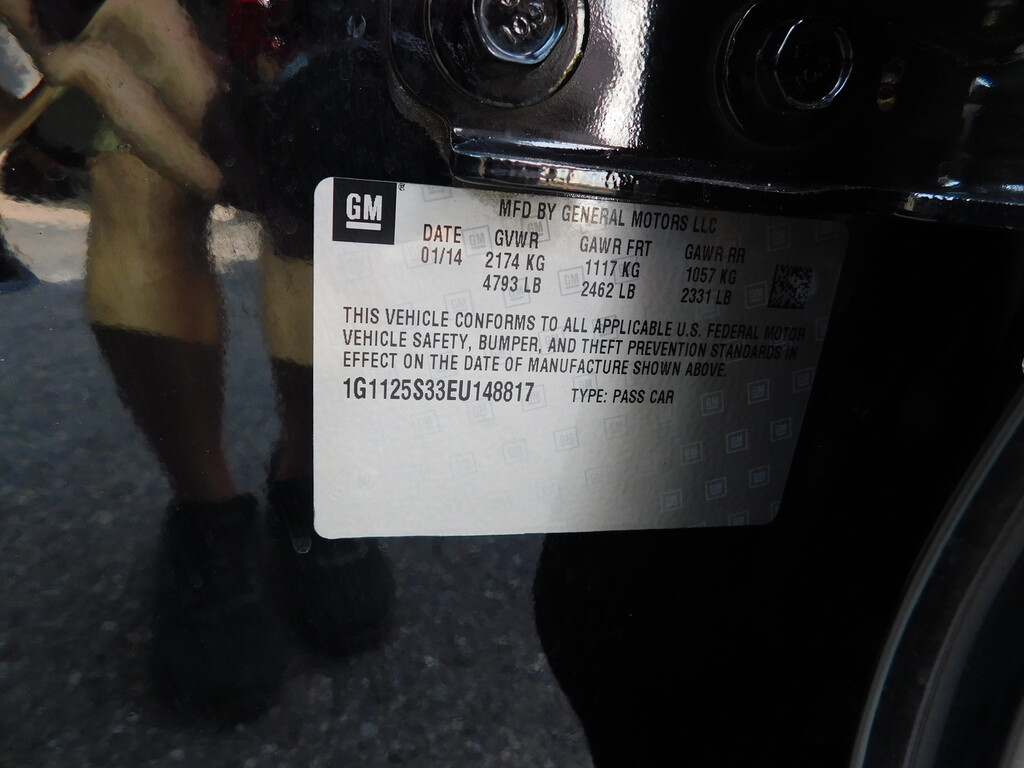 GM
MFD BY GENERAL MOTORS LLC
DATE GVWR GAWR FRT GAWR RR
01/14 2174 KG 1117 KG 1057 KG
4793 LB 2462 LB 2331 LB
THIS VEHICLE CONFORMS TO ALL APPLICABLE U.S. FEDERAL MOTOR
VEHICLE SAFETY, BUMPER, AND THEFT PREVENTION STANDARDS IN
EFFECT ON THE DATE OF MANUFACTURE SHOWN ABOVE.
1G1125S33EU148817 TYPE: PASS CAR